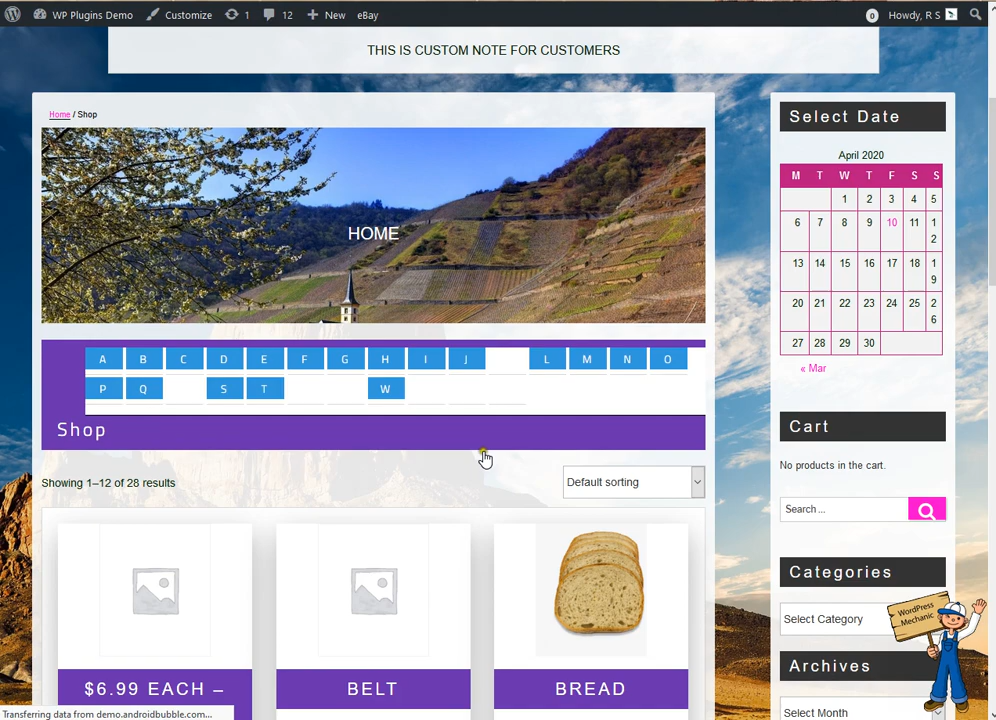 WP Plugins Demo Customize 1 12 New eBay 0 Howdy, R S
THIS IS CUSTOM NOTE FOR CUSTOMERS
Home / Shop
HOME
A B C D E F G H I J L M N O
P Q S T W
Shop
Showing 1–12 of 28 results
Default sorting
$6.99 EACH –
BELT
BREAD
Select Date
April 2020
M T W T F S S
1 2 3 4 5
6 7 8 9 10 11 12
13 14 15 16 17 18 19
20 21 22 23 24 25 26
27 28 29 30
« Mar
Cart
No products in the cart.
Search ...
Categories
Select Category
WordPress
Mechanic
Archives
Select Month
Transferring data from demo.androidbubble.com...